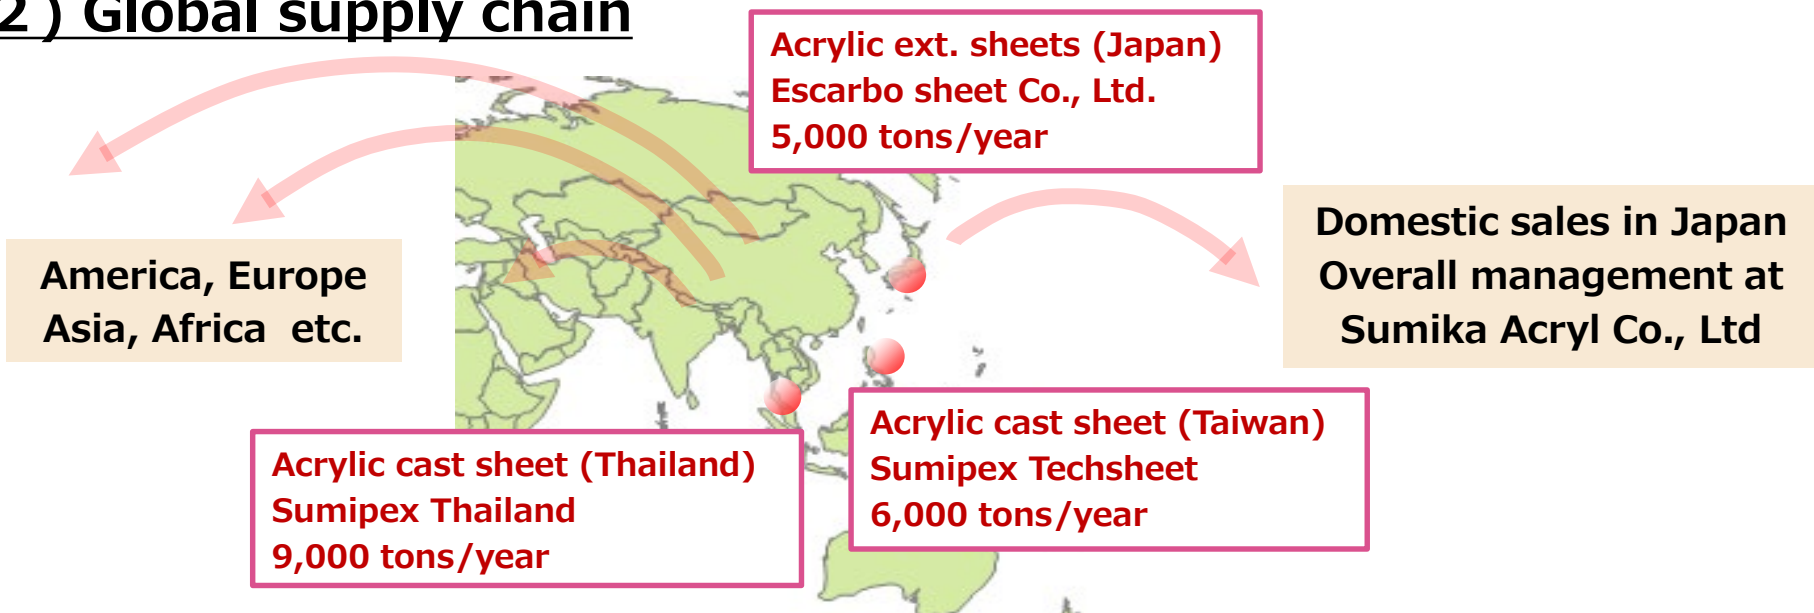 2）Global supply chain
Acrylic ext. sheets (Japan)
Escarbo sheet Co., Ltd.
5,000 tons/year
America, Europe
Asia, Africa  etc.
Domestic sales in Japan
Overall management at
Sumika Acryl Co., Ltd
Acrylic cast sheet (Thailand)
Sumipex Thailand
9,000 tons/year
Acrylic cast sheet (Taiwan)
Sumipex Techsheet
6,000 tons/year